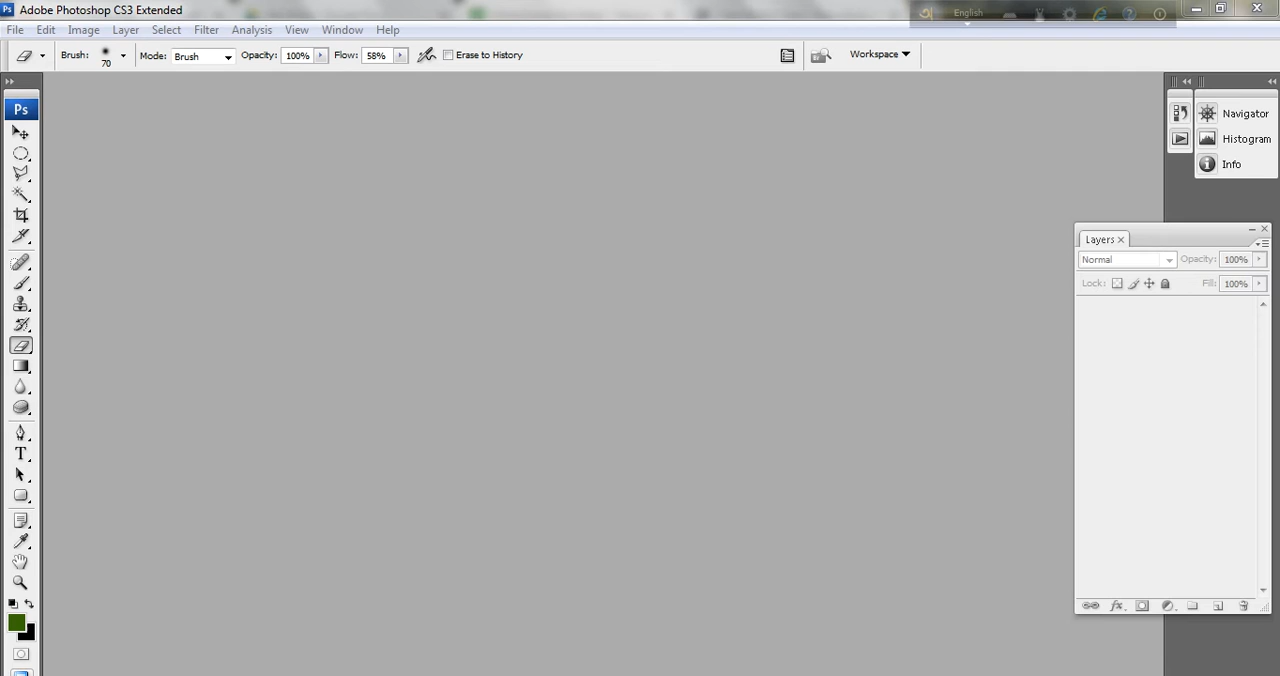 Ps Adobe Photoshop CS3 Extended
English
File Edit Image Layer Select Filter Analysis View Window Help
Brush: 70 Mode: Brush Opacity: 100% Flow: 58% Erase to History Workspace
Ps
Navigator
Histogram
Info
Layers
Normal Opacity: 100%
Lock: Fill: 100%
T
fx